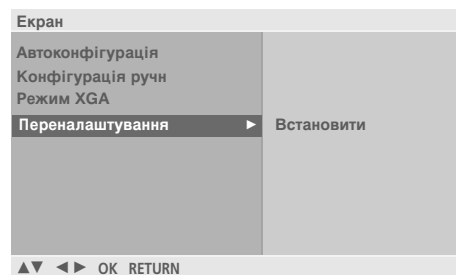 Екран
Автоконфігурація
Конфігурація ручн
Режим XGA
Переналаштування ► Встановити
▲▼ ◄► OK RETURN